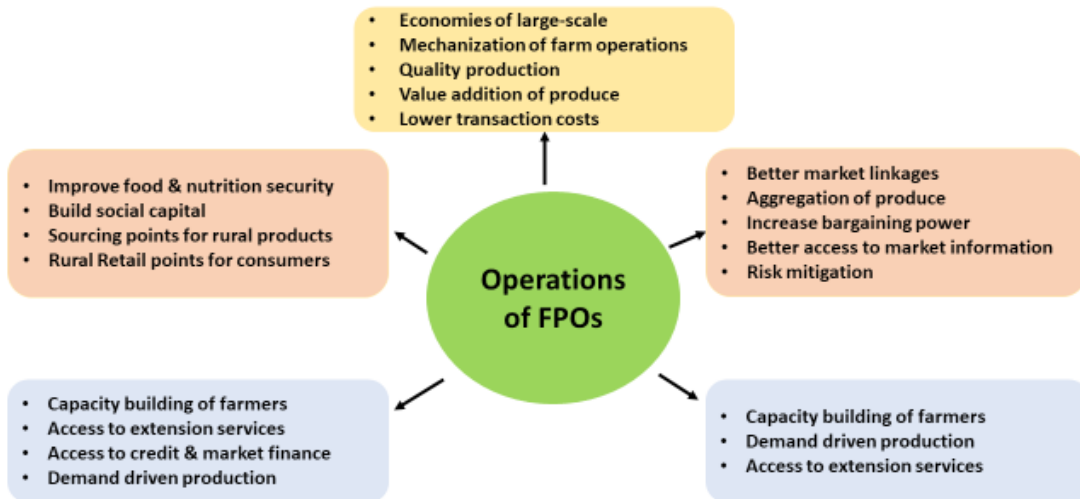 • Economies of large-scale
• Mechanization of farm operations
• Quality production
• Value addition of produce
• Lower transaction costs
• Improve food & nutrition security
• Build social capital
• Sourcing points for rural products
• Rural Retail points for consumers
• Better market linkages
• Aggregation of produce
• Increase bargaining power
• Better access to market information
• Risk mitigation
Operations
of FPOs
• Capacity building of farmers
• Access to extension services
• Access to credit & market finance
• Demand driven production
• Capacity building of farmers
• Demand driven production
• Access to extension services